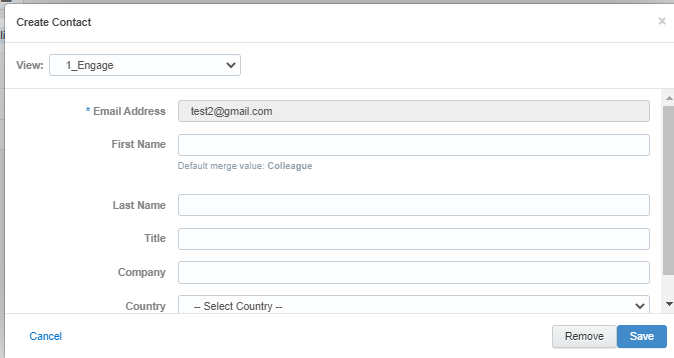 Create Contact ×
View: 1_Engage
* Email Address test2@gmail.com
First Name
Default merge value: Colleague
Last Name
Title
Company
Country -- Select Country --
Cancel Remove Save